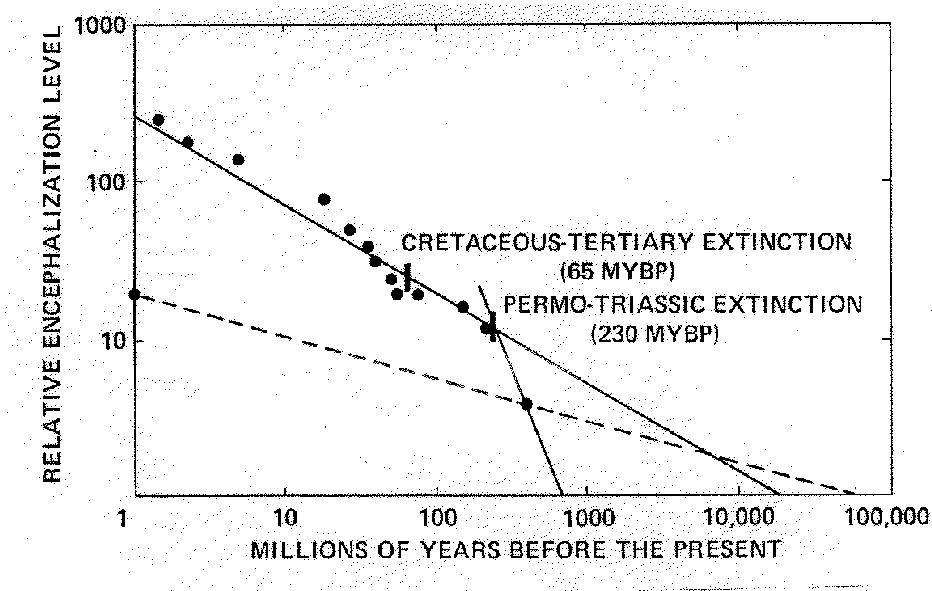 1000
100
10
RELATIVE ENCEPHALIZATION LEVEL
CRETACEOUS-TERTIARY EXTINCTION
(65 MYBP)
PERMO-TRIASSIC EXTINCTION
(230 MYBP)
1 10 100 1000 10,000 100,000
MILLIONS OF YEARS BEFORE THE PRESENT